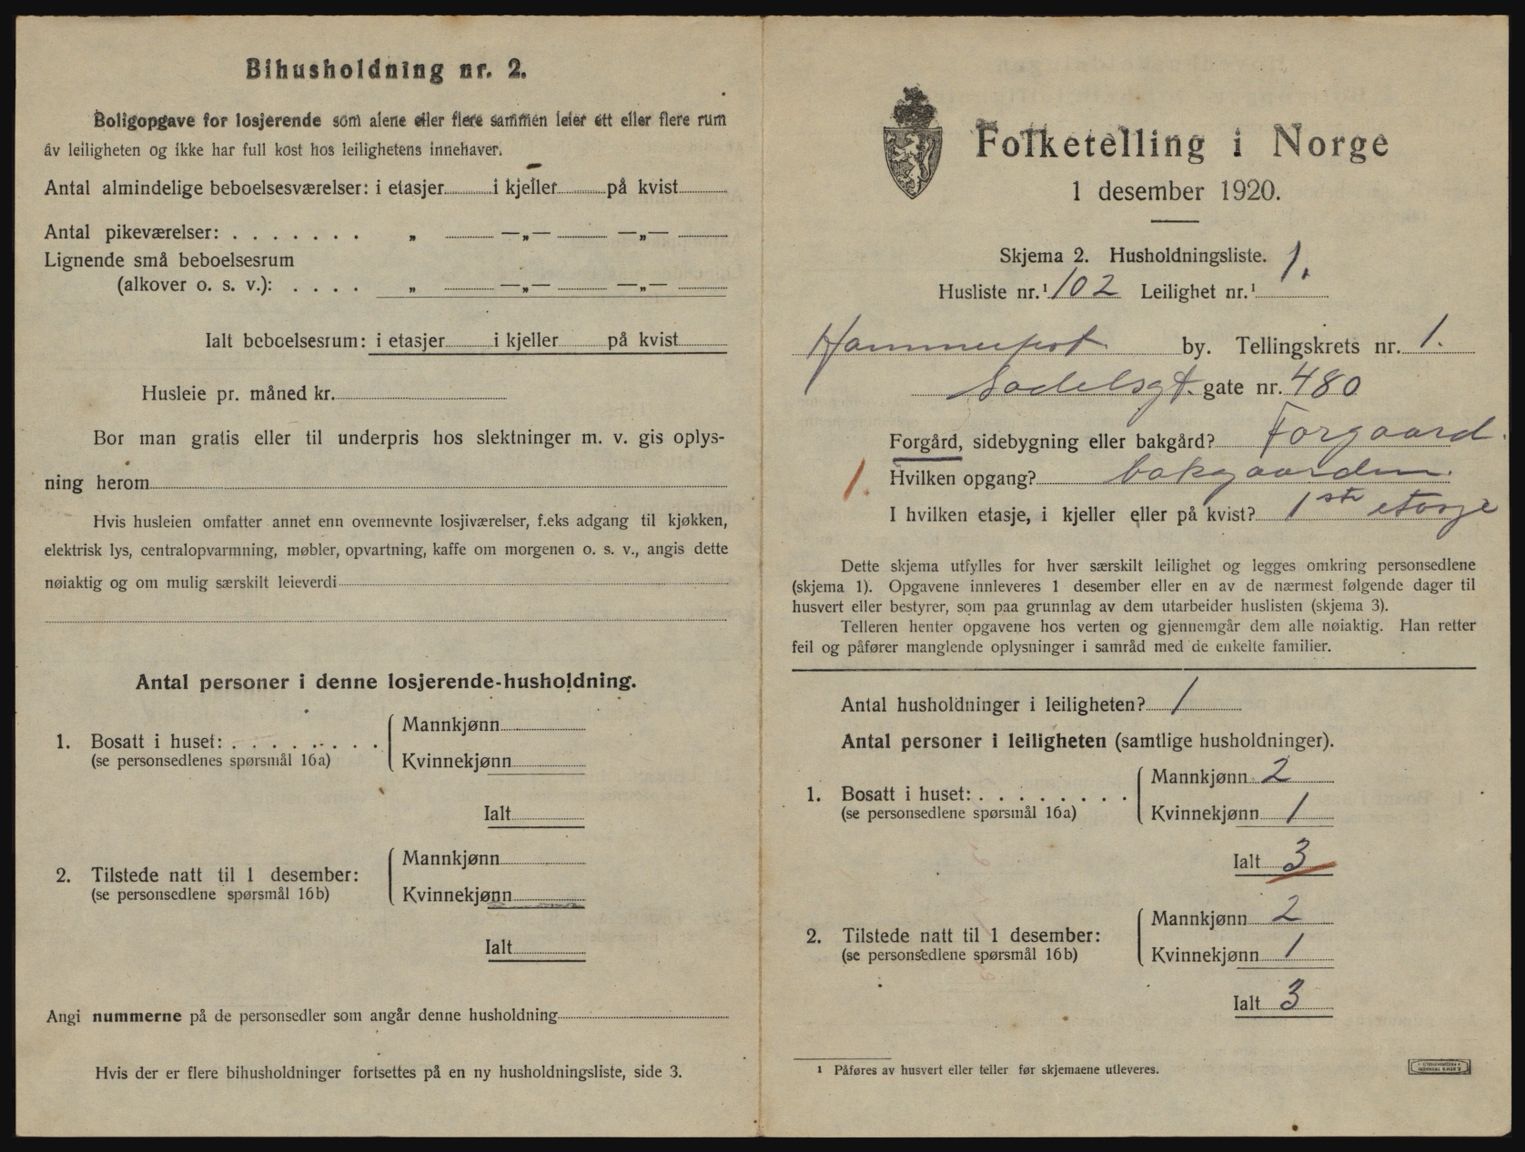 Bihusholdning nr. 2.
Boligopgave for losjerende som alene eller flere sammen leier ett eller flere rum
av leiligheten og ikke har full kost hos leilighetens innehaver.
Antal almindelige beboelsesværelser: i etasjer i kjeller på kvist
Antal pikeværelser: . . . . . . . „ —„— —„—
Lignende små beboelsesrum
(alkover o. s. v.): . . . . „ —„— —„—
Ialt beboelsesrum: i etasjer i kjeller på kvist
Husleie pr. måned kr.
Bor man gratis eller til underpris hos slektninger m. v. gis oplys-
ning herom
Hvis husleien omfatter annet enn ovennevnte losjiværelser, f.eks adgang til kjøkken,
elektrisk lys, centralopvarmning, møbler, opvartning, kaffe om morgenen o. s. v., angis dette
nøiaktig og om mulig særskilt leieverdi
Antal personer i denne losjerende-husholdning.
1. Bosatt i huset: . . . . . . . . .
(se personsedlenes spørsmål 16a)
Mannkjønn
Kvinnekjønn
Ialt
2. Tilstede natt til 1 desember:
(se personsedlene spørsmål 16b)
Mannkjønn
Kvinnekjønn
Ialt
Angi nummerne på de personsedler som angår denne husholdning
Hvis der er flere bihusholdninger fortsettes på en ny husholdningsliste, side 3.
Folketelling i Norge
1 desember 1920.
Skjema 2. Husholdningsliste.
Husliste nr.¹ 102 Leilighet nr.¹ 1.
Hammerfest by. Tellingskrets nr. 1.
Sadelsgt. gate nr. 480
Forgård, sidebygning eller bakgård? Forgaard.
1. Hvilken opgang? bakgaarden.
I hvilken etasje, i kjeller eller på kvist? 1ste etasje
Dette skjema utfylles for hver særskilt leilighet og legges omkring personsedlene
(skjema 1). Opgavene innleveres 1 desember eller en av de nærmest følgende dager til
husvert eller bestyrer, som paa grunnlag av dem utarbeider huslisten (skjema 3).
Telleren henter opgavene hos verten og gjennemgår dem alle nøiaktig. Han retter
feil og påfører manglende oplysninger i samråd med de enkelte familier.
Antal husholdninger i leiligheten? 1
Antal personer i leiligheten (samtlige husholdninger).
1. Bosatt i huset: . . . . . . . .
(se personsedlene spørsmål 16a)
Mannkjønn 2
Kvinnekjønn 1
Ialt 3
2. Tilstede natt til 1 desember:
(se personsedlene spørsmål 16b)
Mannkjønn 2
Kvinnekjønn 1
Ialt 3
¹ Påføres av husvert eller teller før skjemaene utleveres.